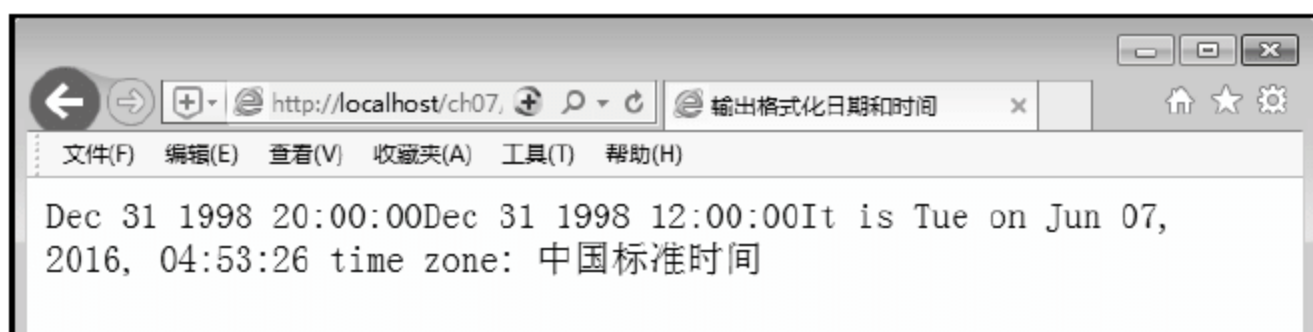 http://localhost/ch07,
输出格式化日期和时间
文件(F) 编辑(E) 查看(V) 收藏夹(A) 工具(T) 帮助(H)
Dec 31 1998 20:00:00Dec 31 1998 12:00:00It is Tue on Jun 07,
2016, 04:53:26 time zone: 中国标准时间